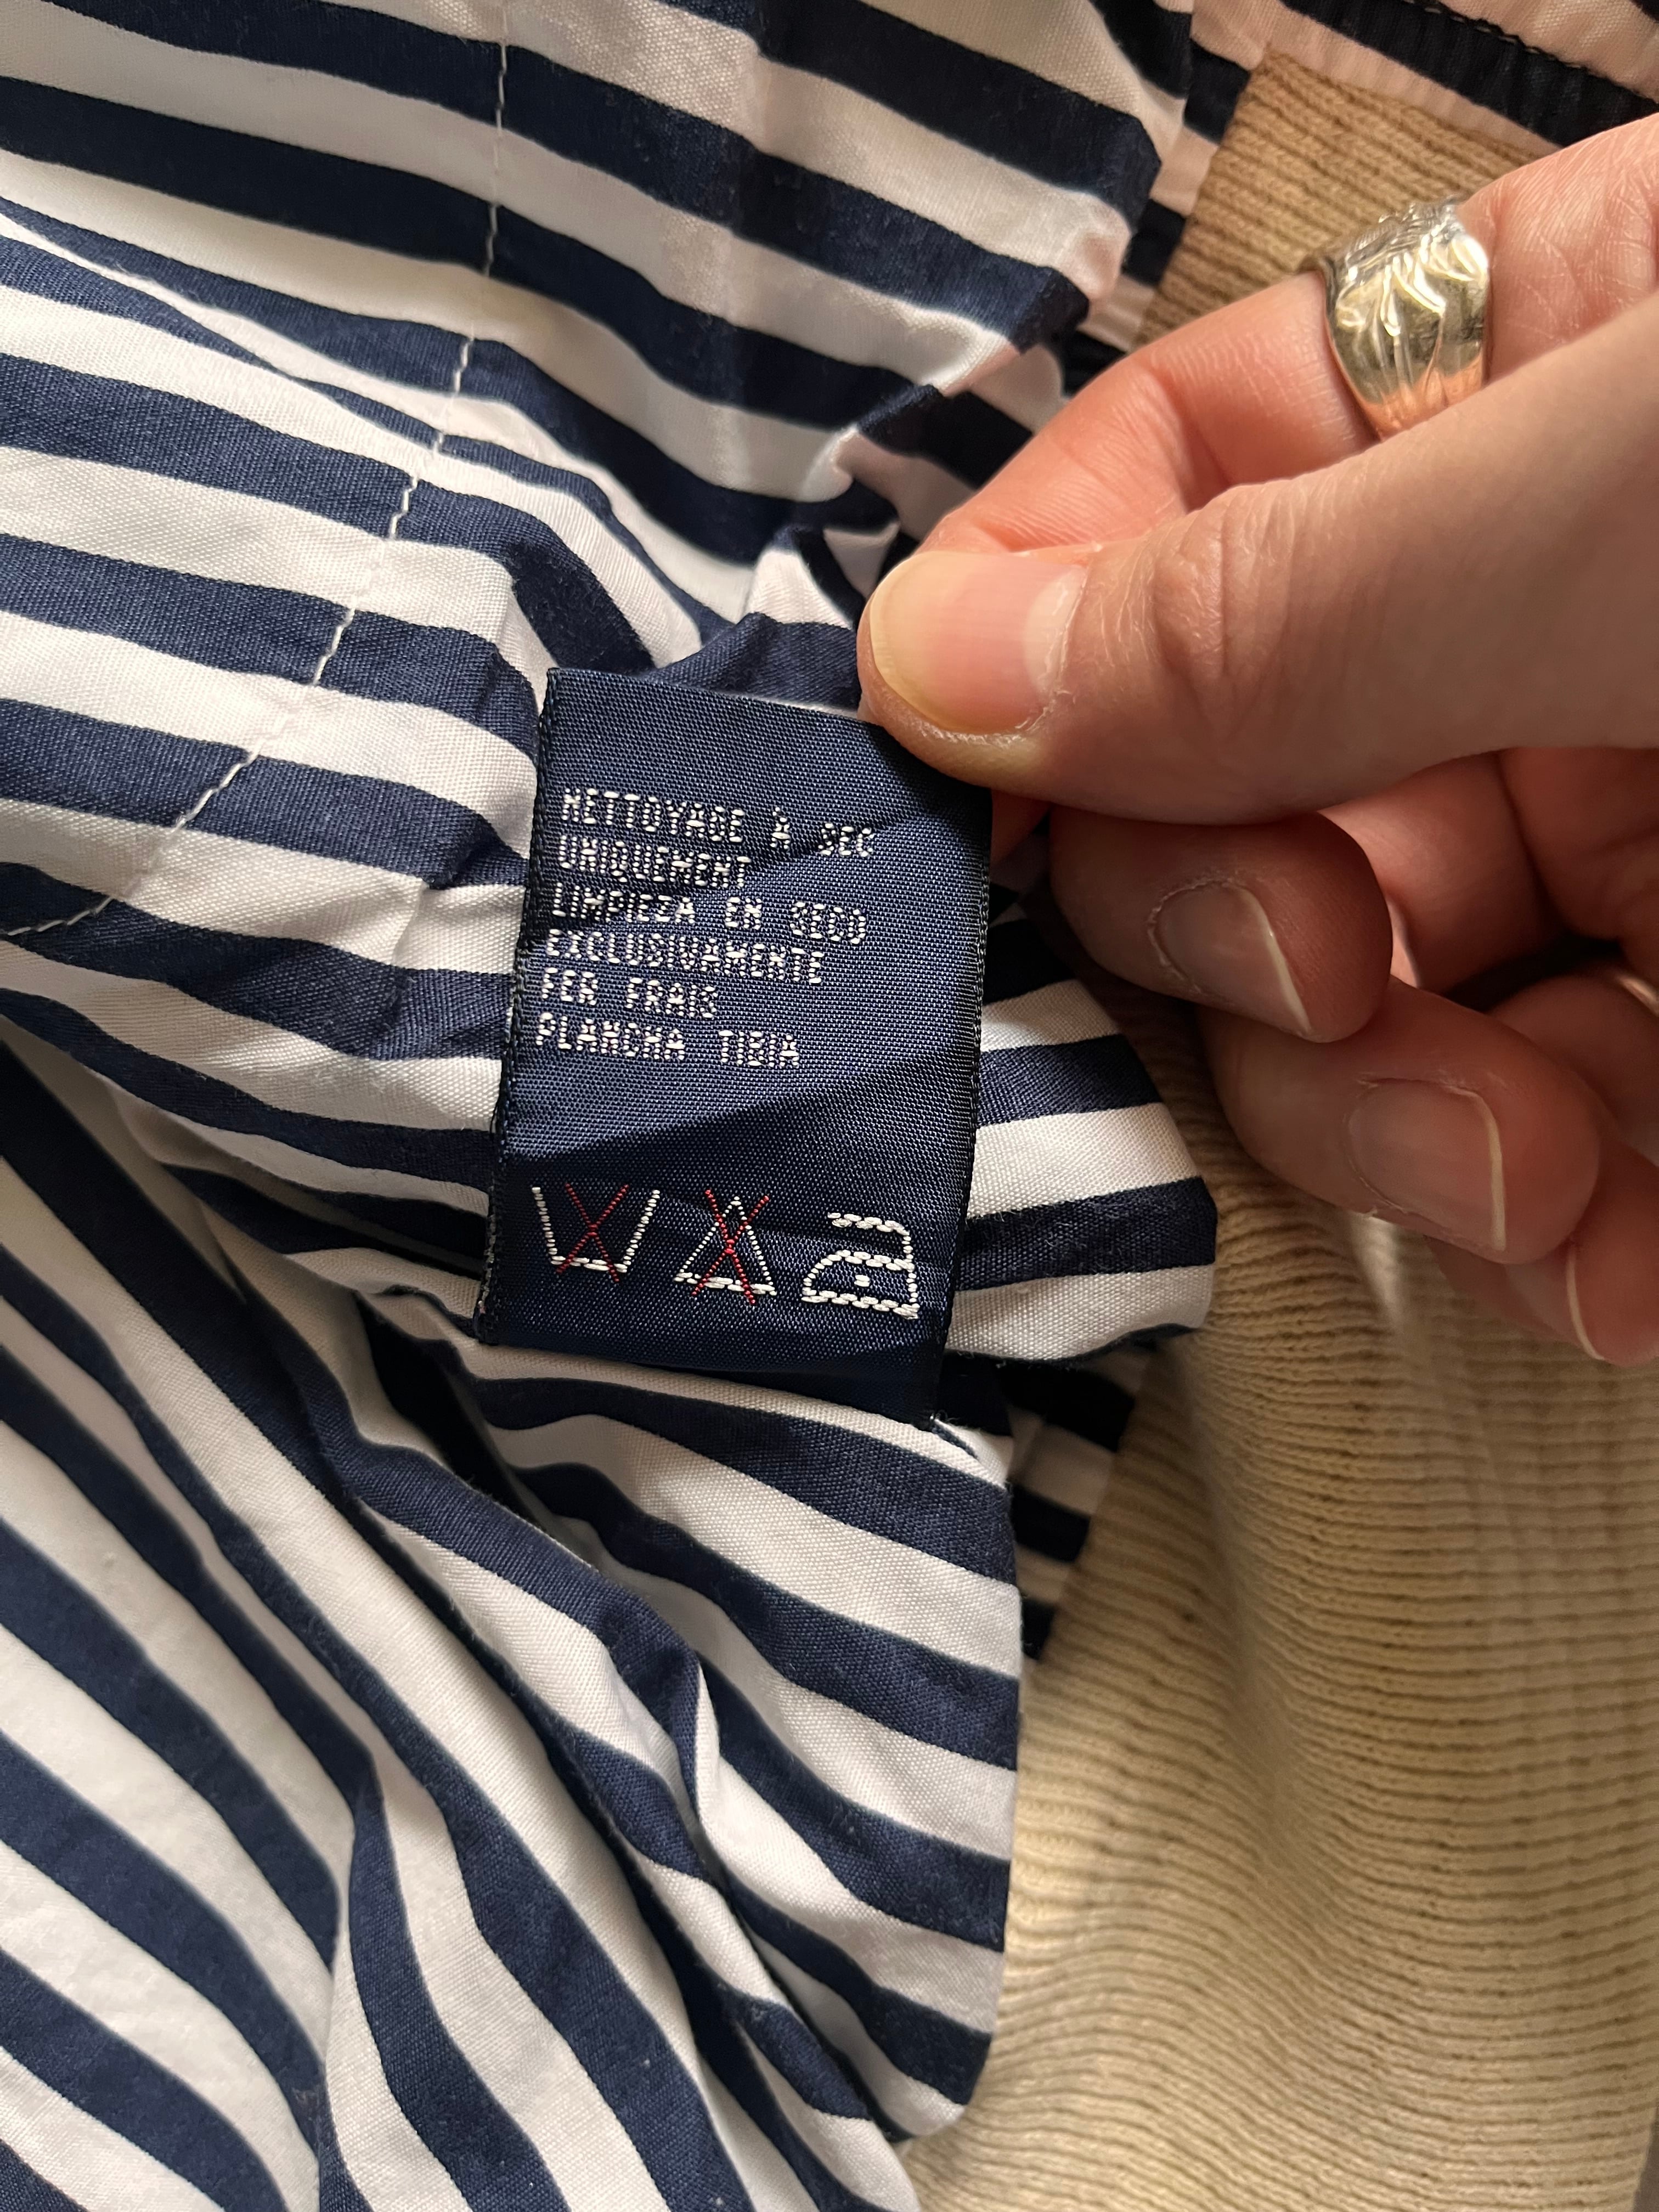 NETTOYAGE À SEC
UNIQUEMENT
LIMPIEZA EN SECO
EXCLUSIVAMENTE
FER FRAIS
PLANCHA TIBIA